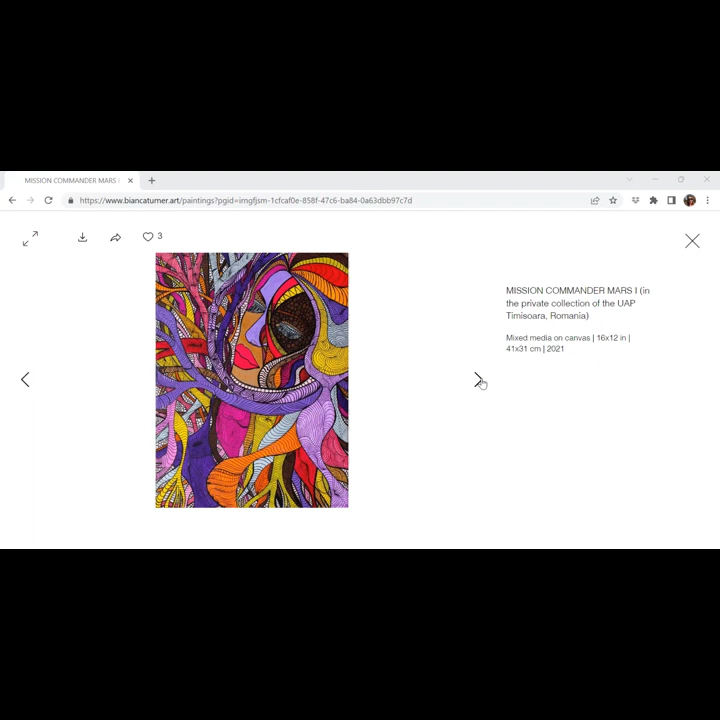 MISSION COMMANDER MARS I
https://www.biancaturner.art/paintings?pgid=imgfjsm-1cfcaf0e-858f-47c6-ba84-0a63dbb97c7d
3
MISSION COMMANDER MARS I (in
the private collection of the UAP
Timisoara, Romania)
Mixed media on canvas | 16x12 in |
41x31 cm | 2021